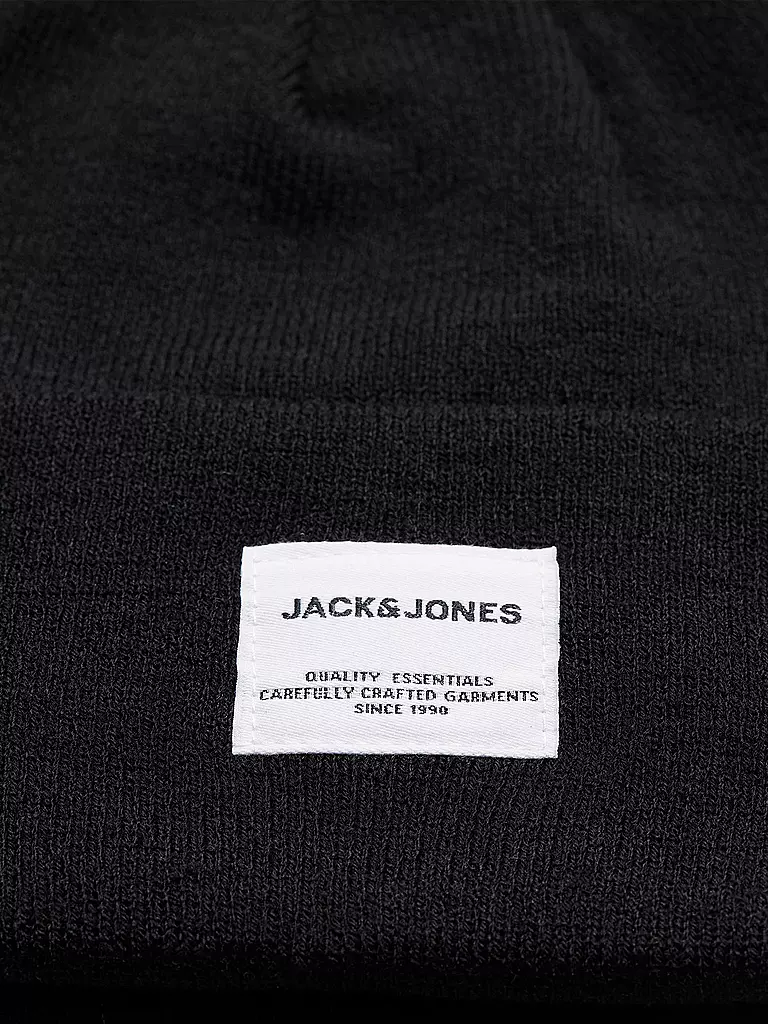 JACK&JONES
QUALITY ESSENTIALS
CAREFULLY CRAFTED GARMENTS
SINCE 1990